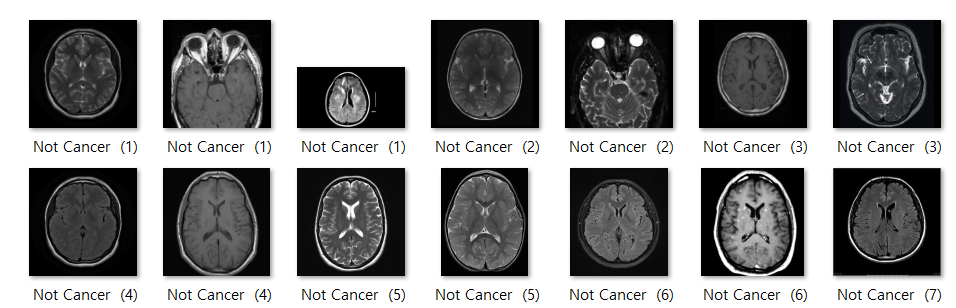 Not Cancer (1)
Not Cancer (1)
Not Cancer (1)
Not Cancer (2)
Not Cancer (2)
Not Cancer (3)
Not Cancer (3)
Not Cancer (4)
Not Cancer (4)
Not Cancer (5)
Not Cancer (5)
Not Cancer (6)
Not Cancer (6)
Not Cancer (7)